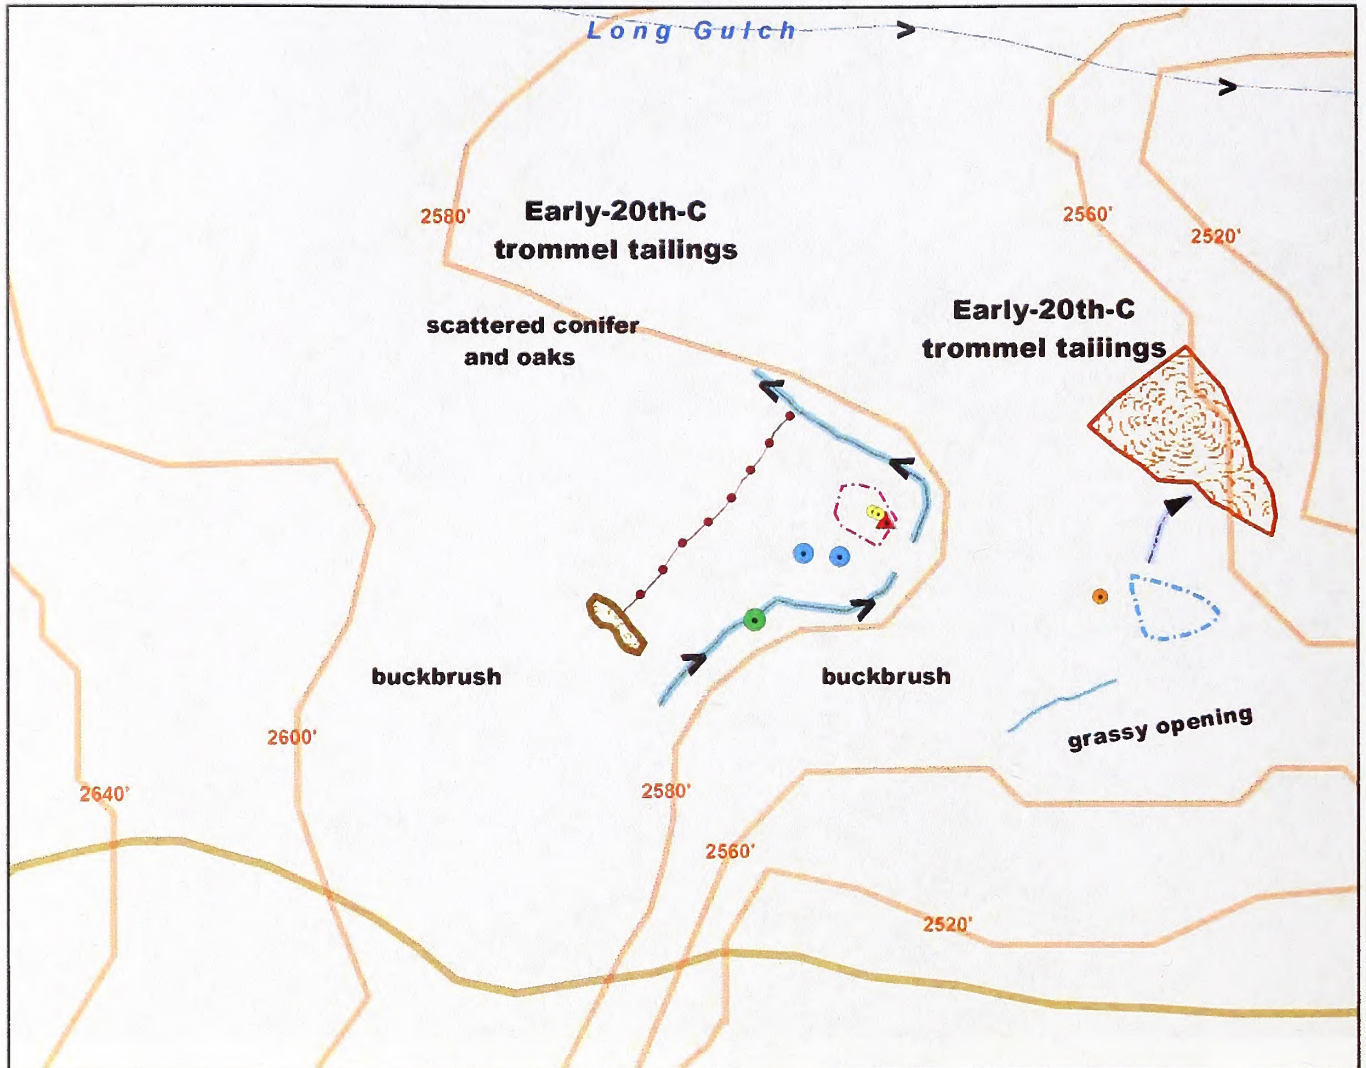 Long Gulch
2580'
Early-20th-C
trommel tailings
2560'
2520'
Early-20th-C
trommel tailings
scattered conifer
and oaks
buckbrush
buckbrush
grassy opening
2600'
2640'
2580'
2560'
2520'